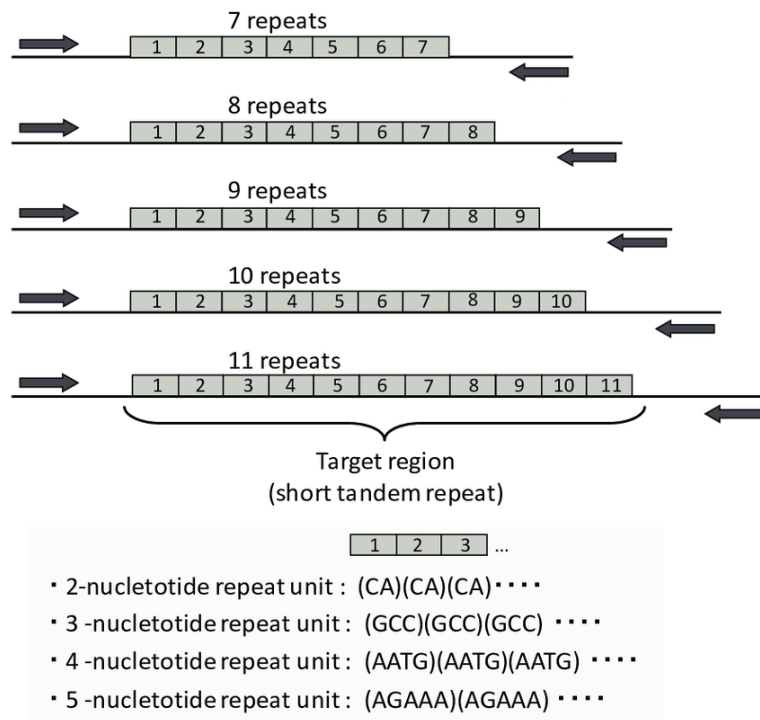 7 repeats
1 2 3 4 5 6 7
8 repeats
1 2 3 4 5 6 7 8
9 repeats
1 2 3 4 5 6 7 8 9
10 repeats
1 2 3 4 5 6 7 8 9 10
11 repeats
1 2 3 4 5 6 7 8 9 10 11
Target region
(short tandem repeat)
1 2 3 ...
· 2-nucletotide repeat unit : (CA)(CA)(CA)····
· 3 -nucletotide repeat unit : (GCC)(GCC)(GCC) ····
· 4 -nucletotide repeat unit : (AATG)(AATG)(AATG) ····
· 5 -nucletotide repeat unit : (AGAAA)(AGAAA) ····